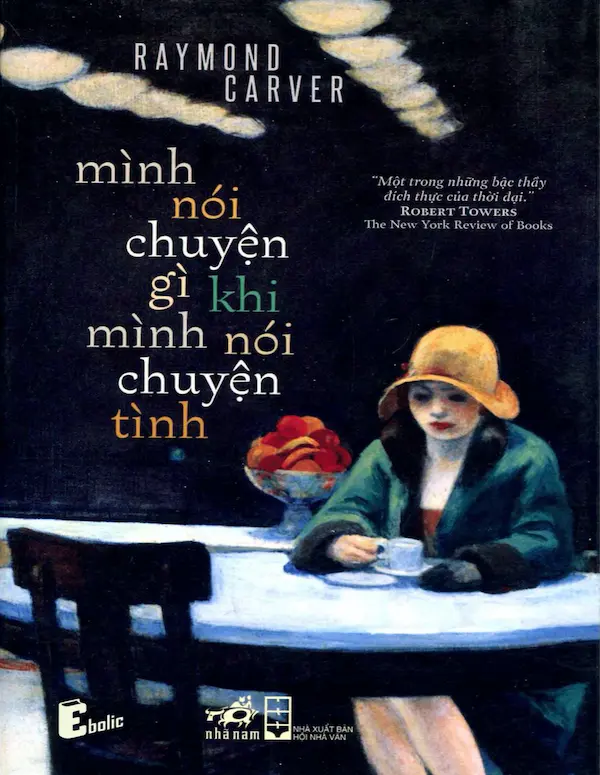 RAYMOND
CARVER
mình
nói
chuyện
gì khi
mình nói
chuyện
tình
"Một trong những bậc thầy
đích thực của thời đại."
ROBERT TOWERS
The New York Review of Books
Ebolic
nhã nam
NHÀ XUẤT BẢN
HỘI NHÀ VĂN